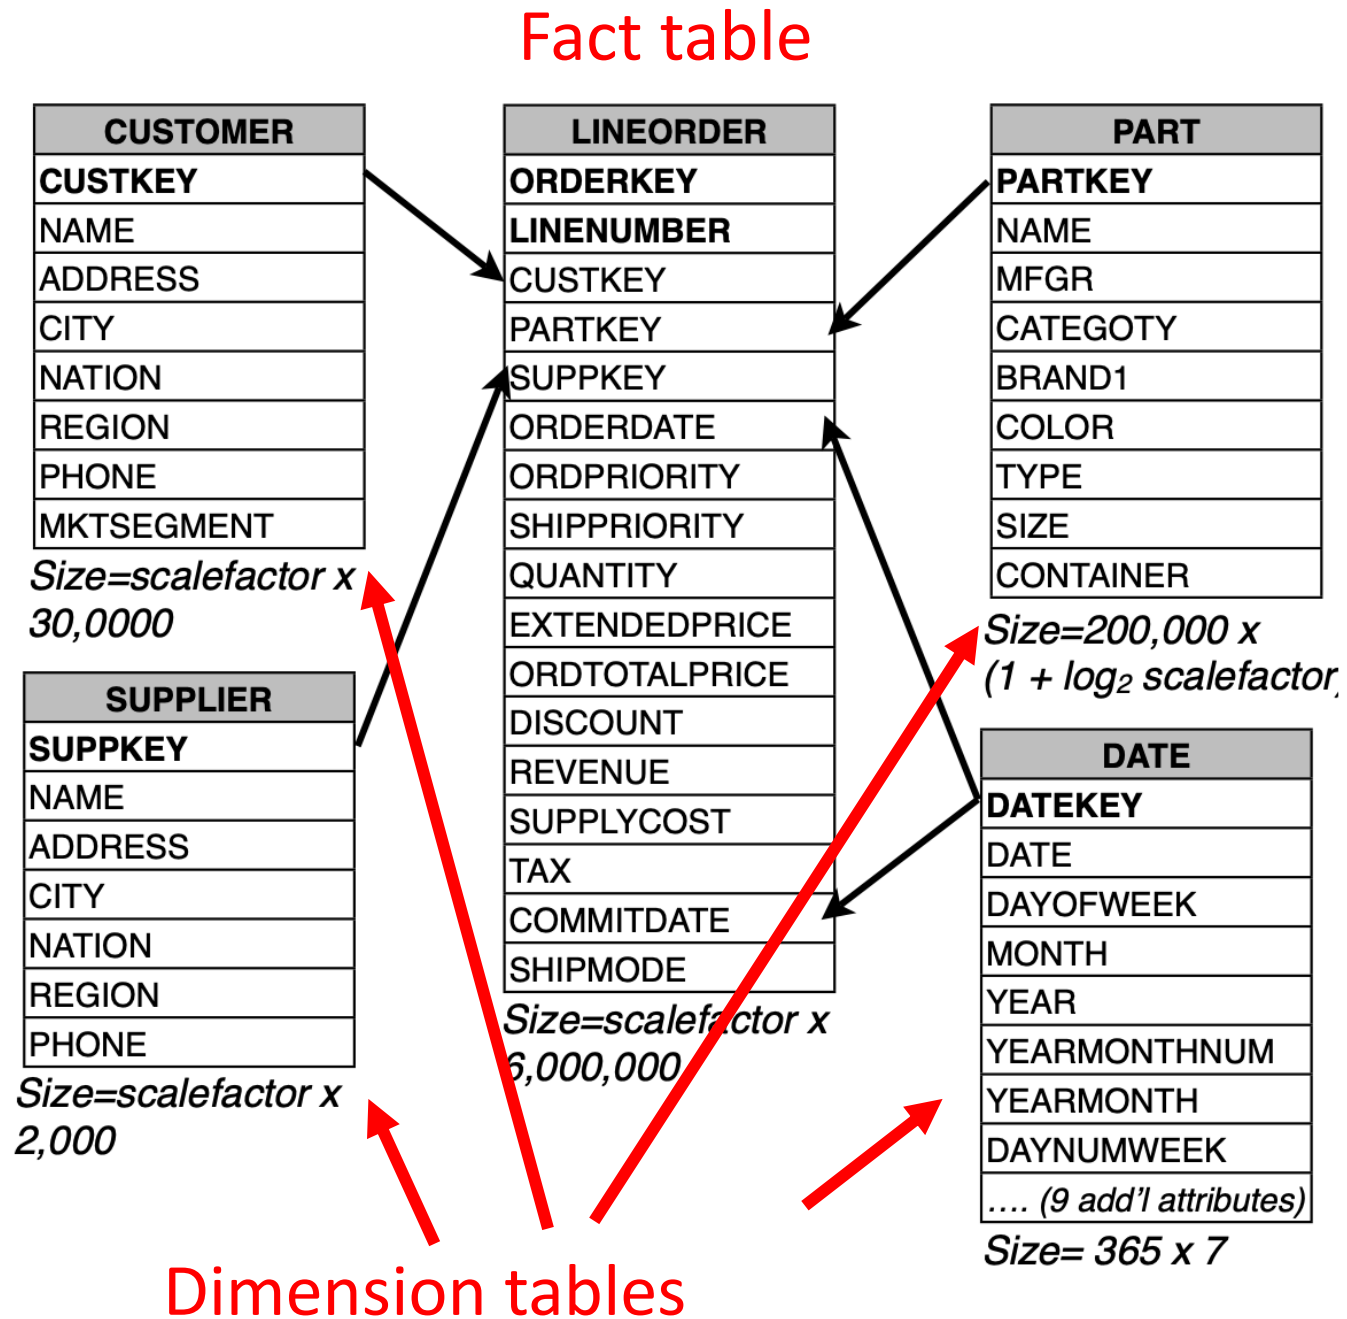 Fact table
CUSTOMER
CUSTKEY
NAME
ADDRESS
CITY
NATION
REGION
PHONE
MKTSEGMENT
Size=scalefactor x
30,0000
SUPPLIER
SUPPKEY
NAME
ADDRESS
CITY
NATION
REGION
PHONE
Size=scalefactor x
2,000
LINEORDER
ORDERKEY
LINENUMBER
CUSTKEY
PARTKEY
SUPPKEY
ORDERDATE
ORDPRIORITY
SHIPPRIORITY
QUANTITY
EXTENDEDPRICE
ORDTOTALPRICE
DISCOUNT
REVENUE
SUPPLYCOST
TAX
COMMITDATE
SHIPMODE
Size=scalefactor x
6,000,000
PART
PARTKEY
NAME
MFGR
CATEGOTY
BRAND1
COLOR
TYPE
SIZE
CONTAINER
Size=200,000 x
(1 + log₂ scalefactor)
DATE
DATEKEY
DATE
DAYOFWEEK
MONTH
YEAR
YEARMONTHNUM
YEARMONTH
DAYNUMWEEK
.... (9 add'l attributes)
Size= 365 x 7
Dimension tables